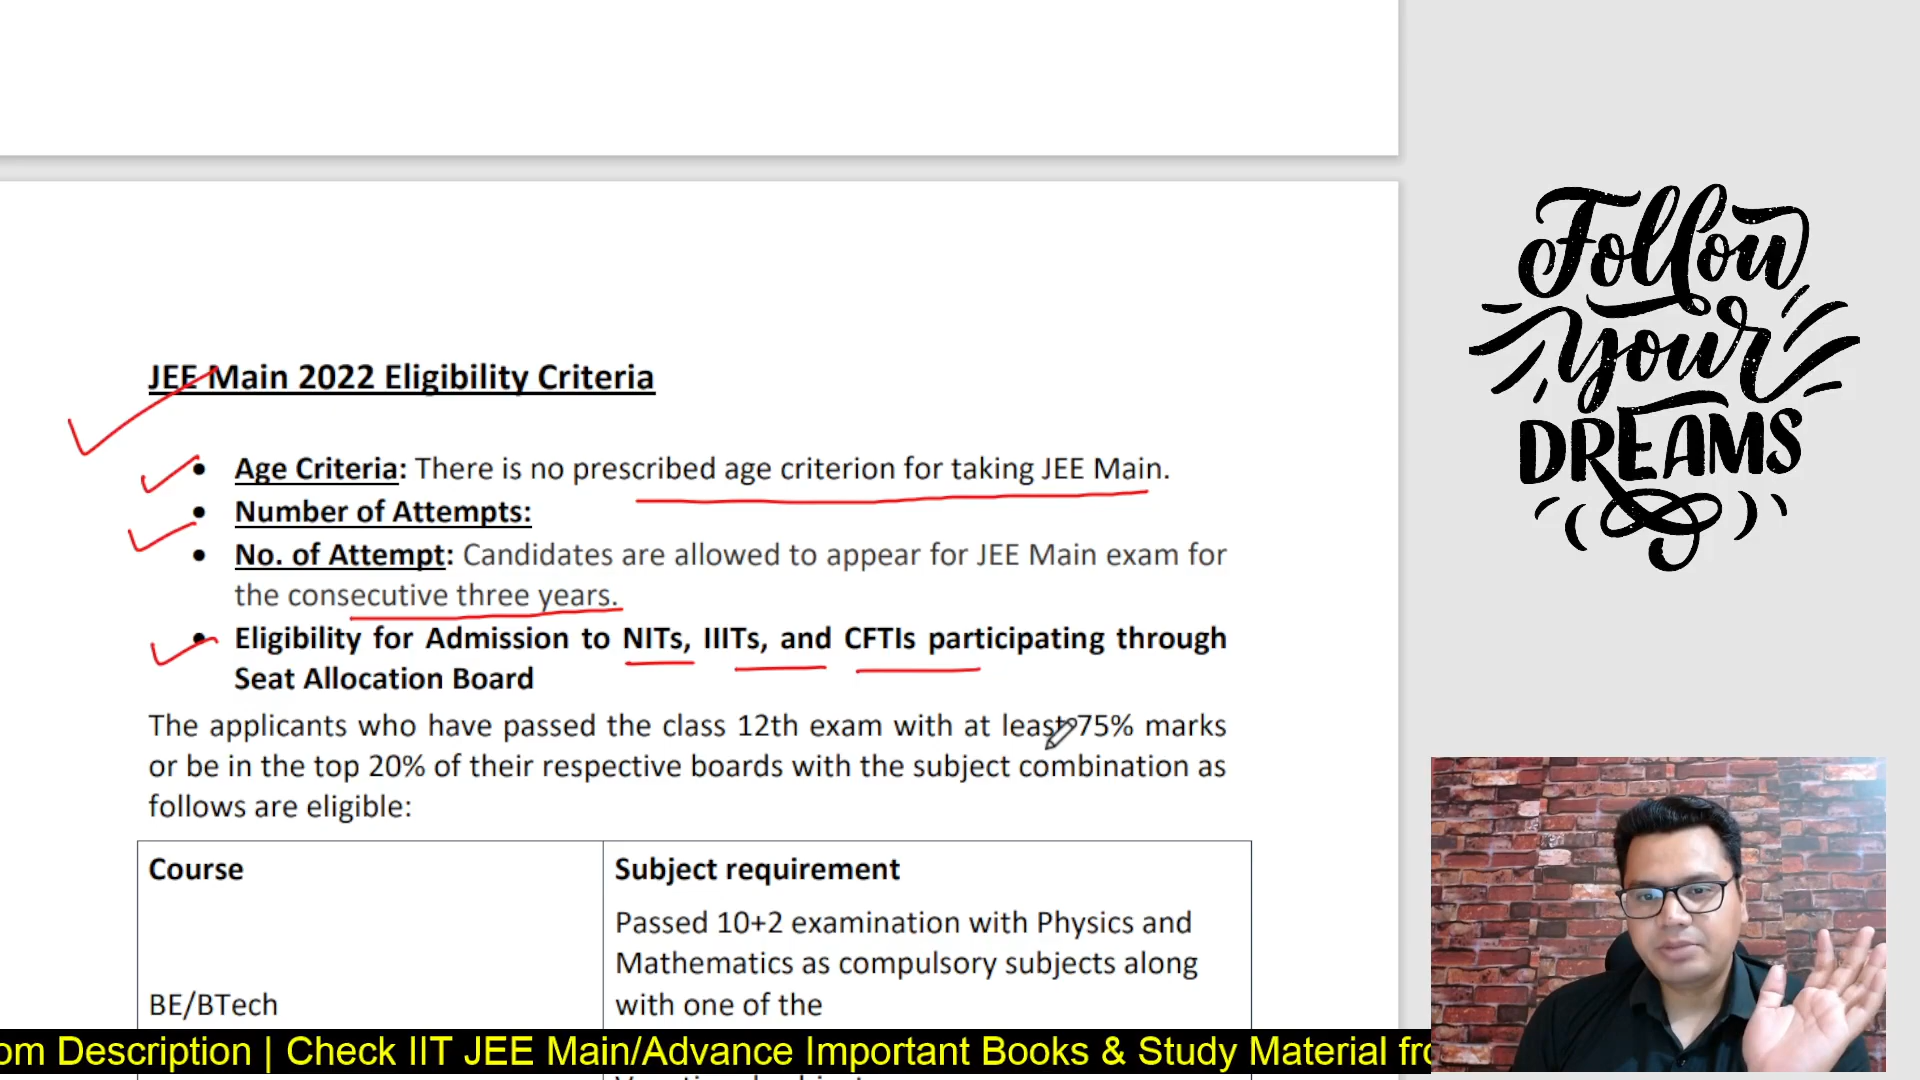 Follow
your
DREAMS
JEE Main 2022 Eligibility Criteria
• Age Criteria: There is no prescribed age criterion for taking JEE Main.
• Number of Attempts:
• No. of Attempt: Candidates are allowed to appear for JEE Main exam for
the consecutive three years.
• Eligibility for Admission to NITs, IIITs, and CFTIs participating through
Seat Allocation Board
The applicants who have passed the class 12th exam with at least 75% marks
or be in the top 20% of their respective boards with the subject combination as
follows are eligible:
Course
Subject requirement
Passed 10+2 examination with Physics and
Mathematics as compulsory subjects along
with one of the
BE/BTech
om Description | Check IIT JEE Main/Advance Important Books & Study Material fro